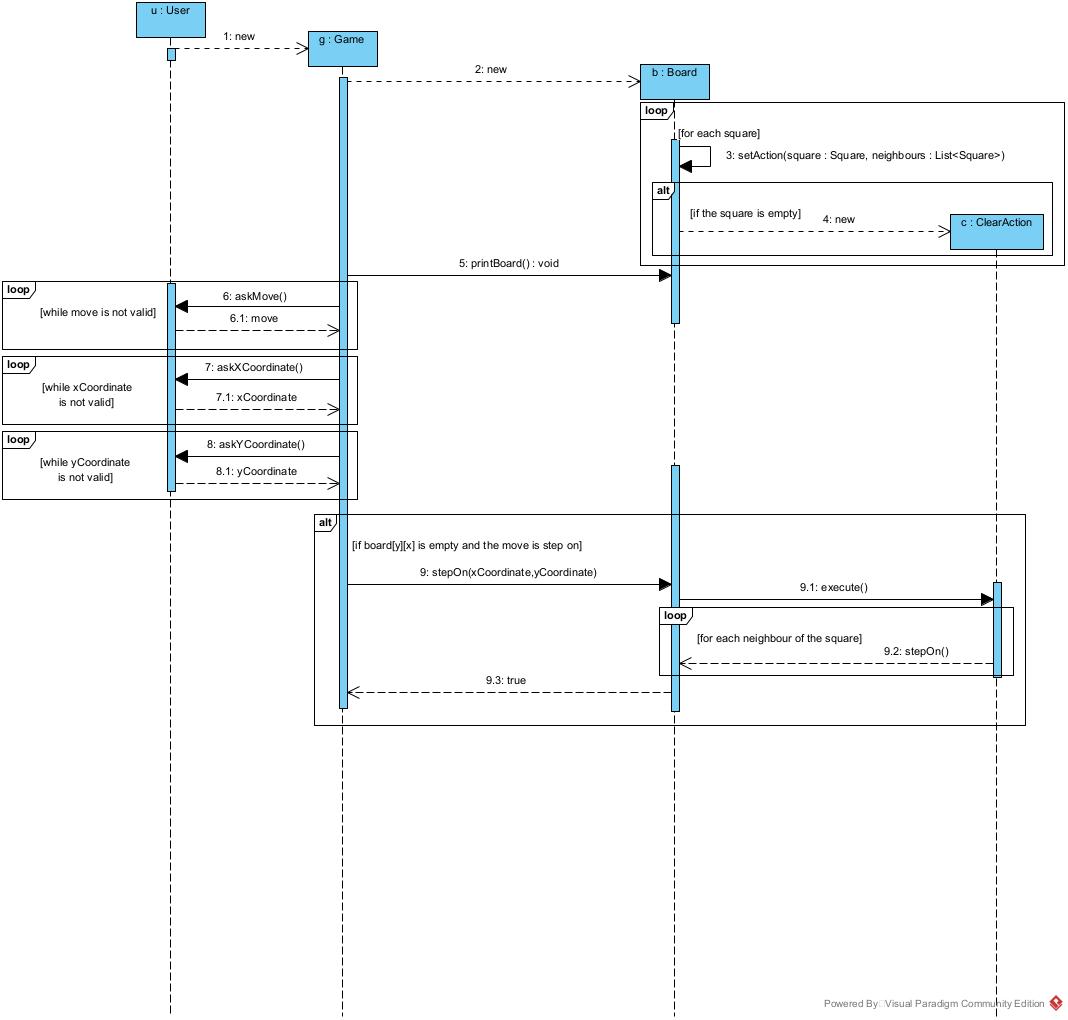 u : User
1: new
g : Game
2: new
b : Board
loop
[for each square]
3: setAction(square : Square, neighbours : List<Square>)
alt
[if the square is empty]
4: new
c : ClearAction
5: printBoard() : void
loop
6: askMove()
[while move is not valid]
6.1: move
loop
7: askXCoordinate()
[while xCoordinate
is not valid]
7.1: xCoordinate
loop
8: askYCoordinate()
[while yCoordinate
is not valid]
8.1: yCoordinate
alt
[if board[y][x] is empty and the move is step on]
9: stepOn(xCoordinate,yCoordinate)
9.1: execute()
loop
[for each neighbour of the square]
9.2: stepOn()
9.3: true
Powered By Visual Paradigm Community Edition